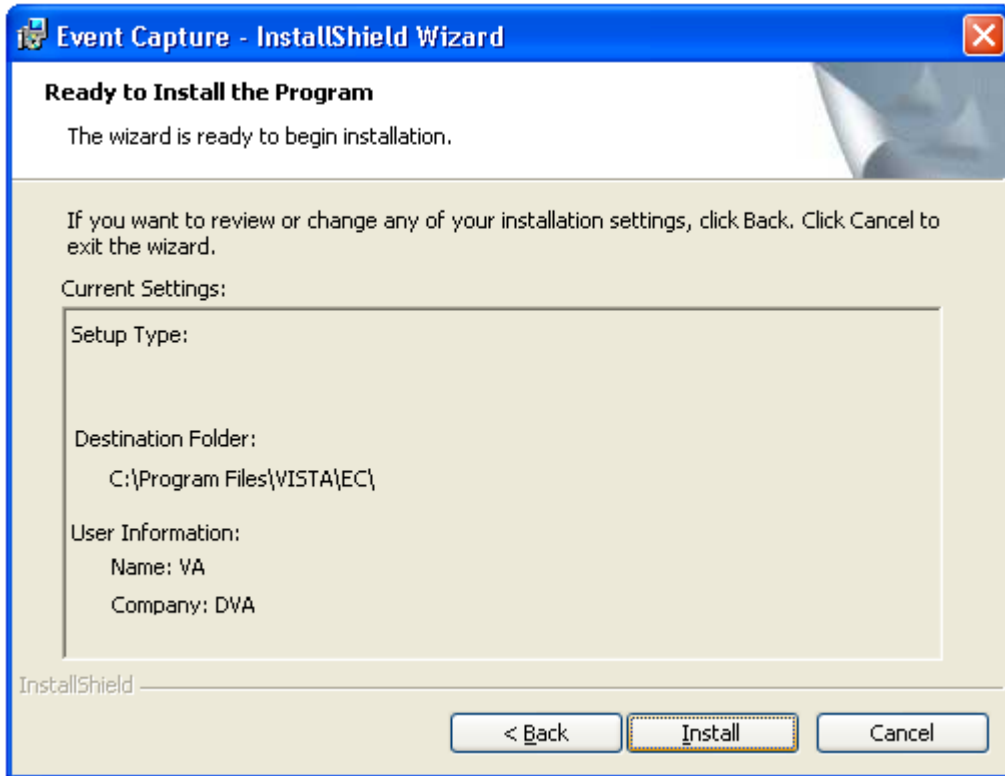 Event Capture - InstallShield Wizard
Ready to Install the Program
The wizard is ready to begin installation.
If you want to review or change any of your installation settings, click Back. Click Cancel to
exit the wizard.
Current Settings:
Setup Type:
Destination Folder:
C:\Program Files\VISTA\EC\
User Information:
Name: VA
Company: DVA
InstallShield
< Back
Install
Cancel